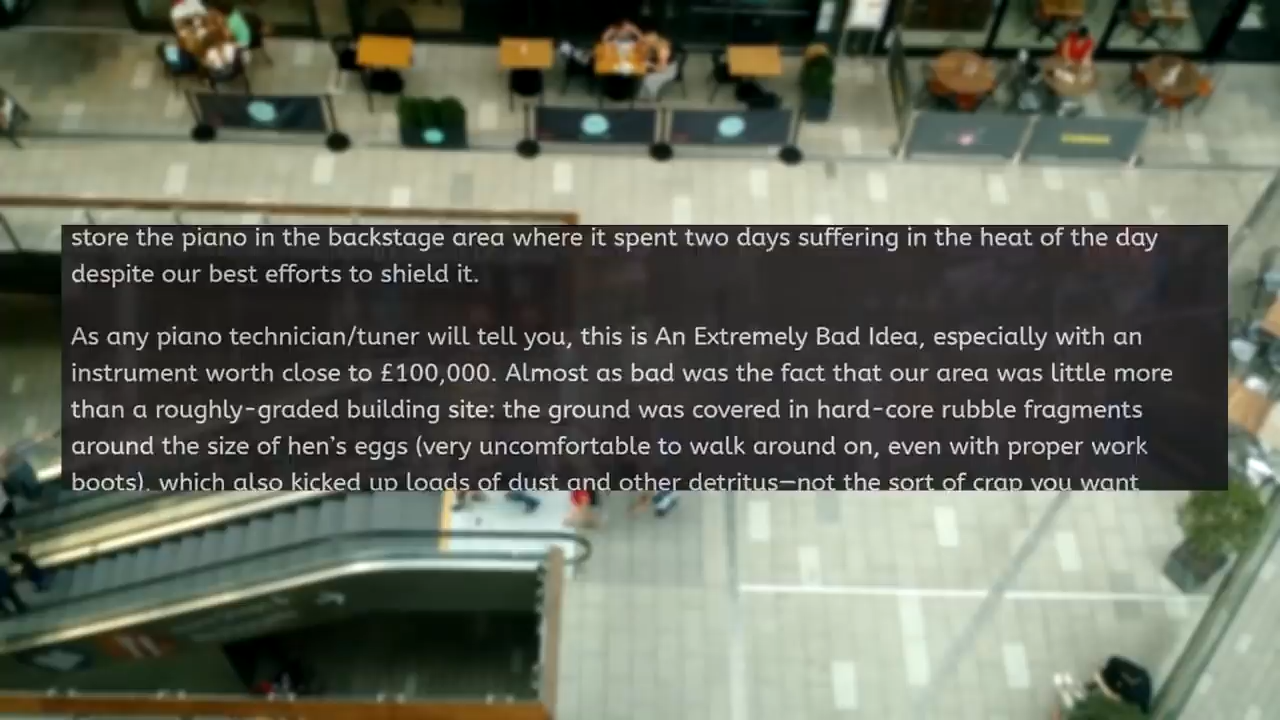 store the piano in the backstage area where it spent two days suffering in the heat of the day
despite our best efforts to shield it.
As any piano technician/tuner will tell you, this is An Extremely Bad Idea, especially with an
instrument worth close to £100,000. Almost as bad was the fact that our area was little more
than a roughly-graded building site: the ground was covered in hard-core rubble fragments
around the size of hen’s eggs (very uncomfortable to walk around on, even with proper work
boots), which also kicked up loads of dust and other detritus—not the sort of crap you want